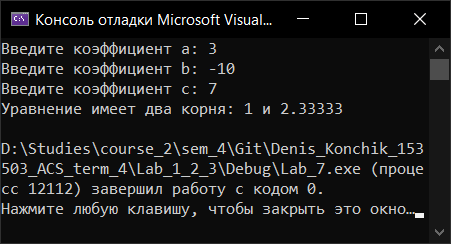 Консоль отладки Microsoft Visual...
Введите коэффициент a: 3
Введите коэффициент b: -10
Введите коэффициент c: 7
Уравнение имеет два корня: 1 и 2.33333
D:\Studies\course_2\sem_4\Git\Denis_Konchik_153
503_ACS_term_4\Lab_1_2_3\Debug\Lab_7.exe (проце
сс 12112) завершил работу с кодом 0.
Нажмите любую клавишу, чтобы закрыть это окно…